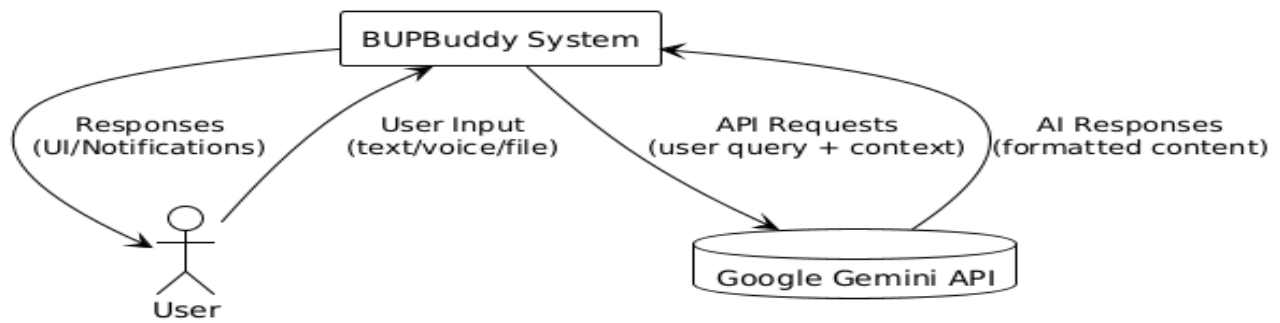 BUPBuddy System
Responses
(UI/Notifications)
User Input
(text/voice/file)
API Requests
(user query + context)
AI Responses
(formatted content)
User
Google Gemini API